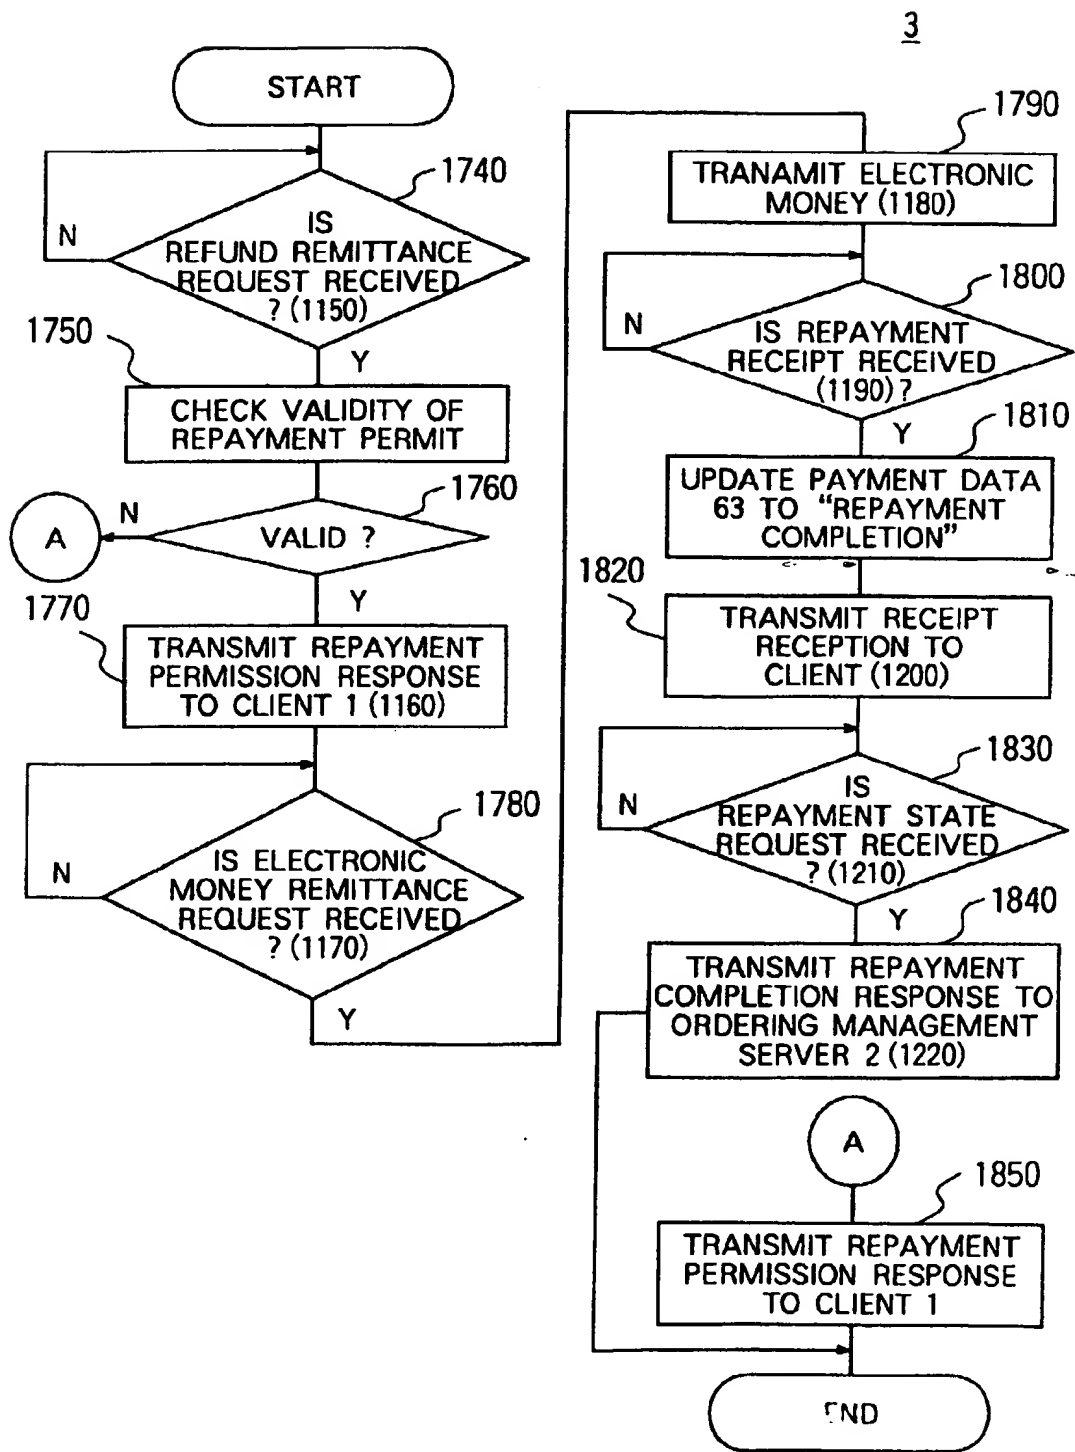 3
START
1740
IS
REFUND REMITTANCE
REQUEST RECEIVED
? (1150)
N
Y
1750
CHECK VALIDITY OF
REPAYMENT PERMIT
1760
VALID ?
N
A
Y
1770
TRANSMIT REPAYMENT
PERMISSION RESPONSE
TO CLIENT 1 (1160)
1780
IS ELECTRONIC
MONEY REMITTANCE
REQUEST RECEIVED
? (1170)
N
Y
1790
TRANAMIT ELECTRONIC
MONEY (1180)
1800
IS REPAYMENT
RECEIPT RECEIVED
(1190) ?
N
Y
1810
UPDATE PAYMENT DATA
63 TO “REPAYMENT
COMPLETION”
1820
TRANSMIT RECEIPT
RECEPTION TO
CLIENT (1200)
1830
IS
REPAYMENT STATE
REQUEST RECEIVED
? (1210)
N
Y
1840
TRANSMIT REPAYMENT
COMPLETION RESPONSE TO
ORDERING MANAGEMENT
SERVER 2 (1220)
A
1850
TRANSMIT REPAYMENT
PERMISSION RESPONSE
TO CLIENT 1
END